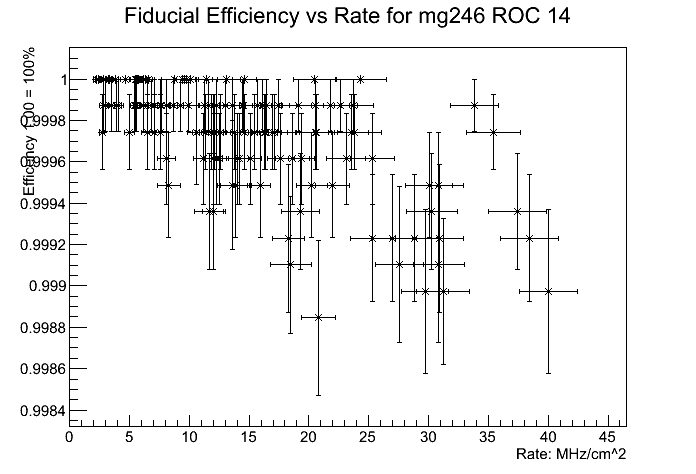 Fiducial Efficiency vs Rate for mg246 ROC 14
Efficiency 1.00 = 100%
1
0.9998
0.9996
0.9994
0.9992
0.999
0.9988
0.9986
0.9984
0 5 10 15 20 25 30 35 40 45
Rate: MHz/cm^2